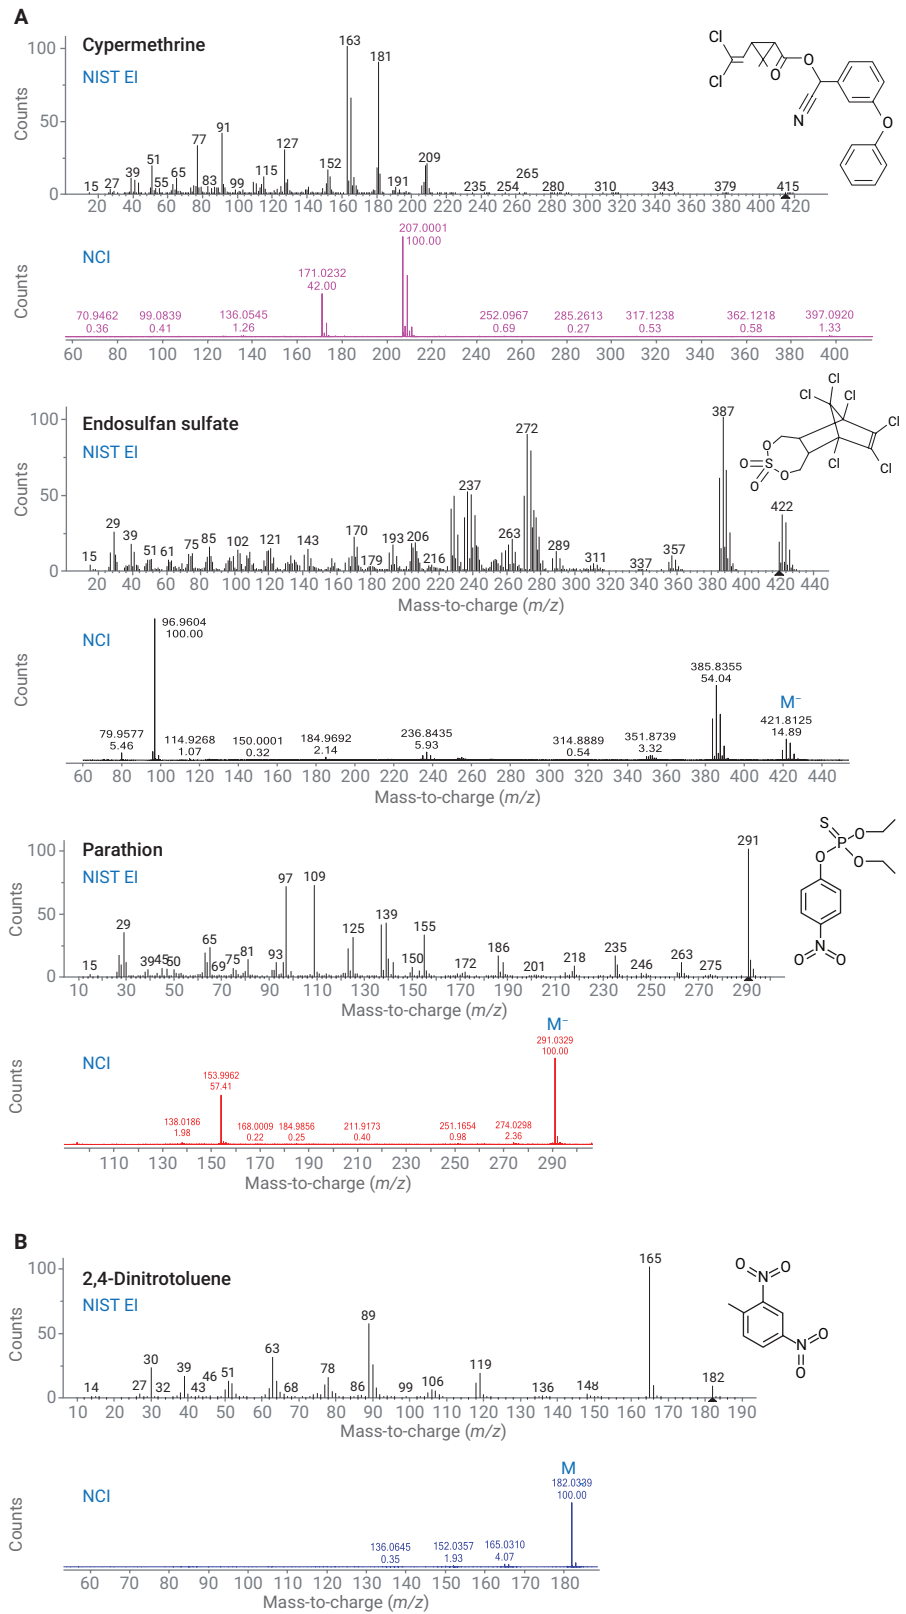 A
Cypermethrine
NIST EI
Counts
100
50
0
163
181
91
77
127
51
39
65
55
83
99
115
152
191
209
15
27
235
254
265
280
310
343
379
415
20 40 60 80 100 120 140 160 180 200 220 240 260 280 300 320 340 360 380 400 420
Cl
Cl
O
O
N
O
NCI
Counts
207.0001
100.00
171.0232
42.00
70.9462
0.36
99.0839
0.41
136.0545
1.26
252.0967
0.69
285.2613
0.27
317.1238
0.53
362.1218
0.58
397.0920
1.33
60 80 100 120 140 160 180 200 220 240 260 280 300 320 340 360 380 400
Endosulfan sulfate
NIST EI
Counts
100
50
0
387
272
237
422
29
39
15
51
61
75
85
102
121
143
170
179
193
206
216
263
289
311
337
357
20 40 60 80 100 120 140 160 180 200 220 240 260 280 300 320 340 360 380 400 420 440
Mass-to-charge (m/z)
Cl
Cl
Cl
Cl
Cl
Cl
O
O
S
O
O
NCI
Counts
96.9604
100.00
79.9577
5.46
114.9268
1.07
150.0001
0.32
184.9692
2.14
236.8435
5.93
314.8889
0.54
351.8739
3.32
385.8355
54.04
M⁻
421.8125
14.89
60 80 100 120 140 160 180 200 220 240 260 280 300 320 340 360 380 400 420 440
Mass-to-charge (m/z)
Parathion
NIST EI
Counts
100
50
0
291
97
109
29
15
39
45
50
65
69
75
81
93
125
139
150
155
172
186
201
218
235
246
263
275
10 30 50 70 90 110 130 150 170 190 210 230 250 270 290
Mass-to-charge (m/z)
S
P
O
O
O
N
O
O
NCI
Counts
M⁻
291.0329
100.00
153.9962
57.41
138.0186
1.98
168.0009
0.22
184.9856
0.25
211.9173
0.40
251.1654
0.98
274.0298
2.36
110 130 150 170 190 210 230 250 270 290
Mass-to-charge (m/z)
B
2,4-Dinitrotoluene
NIST EI
Counts
100
50
0
165
89
63
30
39
14
27
32
43
46
51
68
78
86
99
106
119
136
148
182
10 20 30 40 50 60 70 80 90 100 110 120 130 140 150 160 170 180 190
Mass-to-charge (m/z)
O
N
O
N
O
O
NCI
Counts
M
182.0339
100.00
136.0645
0.35
152.0357
1.93
165.0310
4.07
60 70 80 90 100 110 120 130 140 150 160 170 180
Mass-to-charge (m/z)